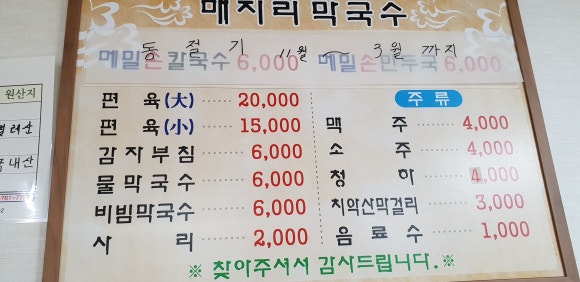 매지리막국수
동절기 11월 ~ 3월 까지
메밀손칼국수 6,000 메밀손만두국 6,000
편 육(大) ······ 20,000
편 육(小) ······ 15,000
감자부침 ······ 6,000
물막국수 ······ 6,000
비빔막국수 ······ 6,000
사 리 ······ 2,000
주 류
맥 주 ······ 4,000
소 주 ······ 4,000
청 하 ······ 4,000
치악산막걸리 ······ 3,000
음 료 수 ······ 1,000
※ 찾아주셔서 감사드립니다.※
원산지
국내산